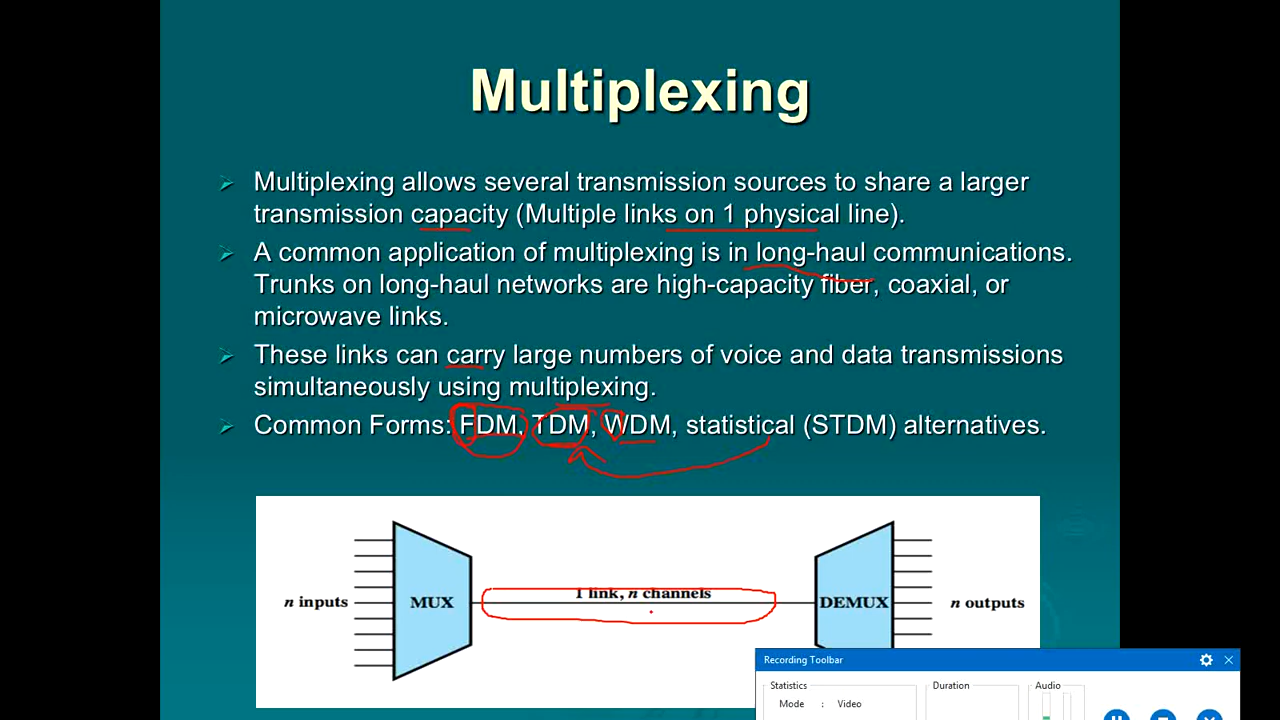 Multiplexing
Multiplexing allows several transmission sources to share a larger
transmission capacity (Multiple links on 1 physical line).
A common application of multiplexing is in long-haul communications.
Trunks on long-haul networks are high-capacity fiber, coaxial, or
microwave links.
These links can carry large numbers of voice and data transmissions
simultaneously using multiplexing.
Common Forms: FDM, TDM, WDM, statistical (STDM) alternatives.
n inputs
MUX
1 link, n channels
DEMUX
n outputs
Recording Toolbar
Statistics
Duration
Audio
Mode : Video